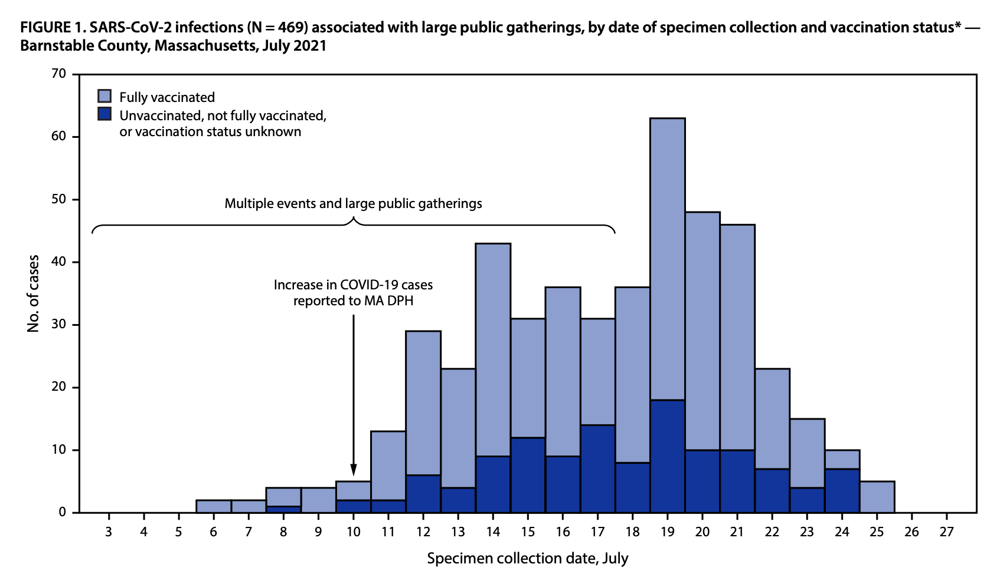 FIGURE 1. SARS-CoV-2 infections (N = 469) associated with large public gatherings, by date of specimen collection and vaccination status* —
Barnstable County, Massachusetts, July 2021
70
60
50
40
30
20
10
0
No. of cases
Fully vaccinated
Unvaccinated, not fully vaccinated,
or vaccination status unknown
Multiple events and large public gatherings
Increase in COVID-19 cases
reported to MA DPH
3 4 5 6 7 8 9 10 11 12 13 14 15 16 17 18 19 20 21 22 23 24 25 26 27
Specimen collection date, July